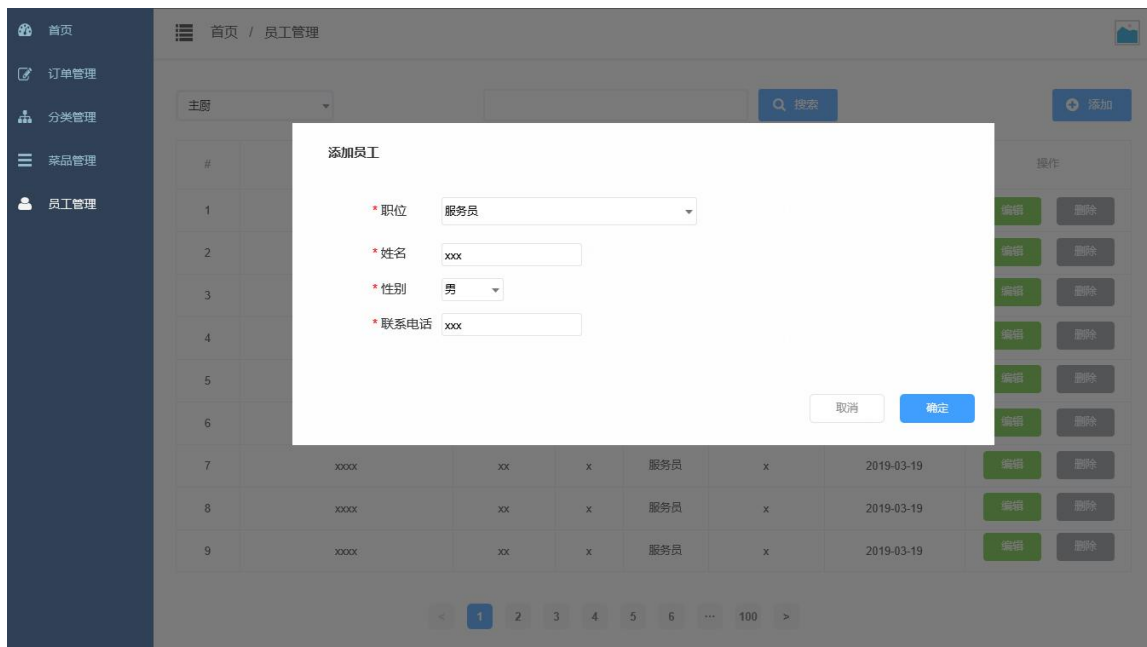 首页
订单管理
分类管理
菜品管理
员工管理
首页 / 员工管理
主厨
搜索
添加
# 操作
添加员工
*职位 服务员
*姓名 xxx
*性别 男
*联系电话 xxx
取消 确定
1 编辑 删除
2 编辑 删除
3 编辑 删除
4 编辑 删除
5 编辑 删除
6 编辑 删除
7 xxxx xx x 服务员 x 2019-03-19 编辑 删除
8 xxxx xx x 服务员 x 2019-03-19 编辑 删除
9 xxxx xx x 服务员 x 2019-03-19 编辑 删除
< 1 2 3 4 5 6 ... 100 >